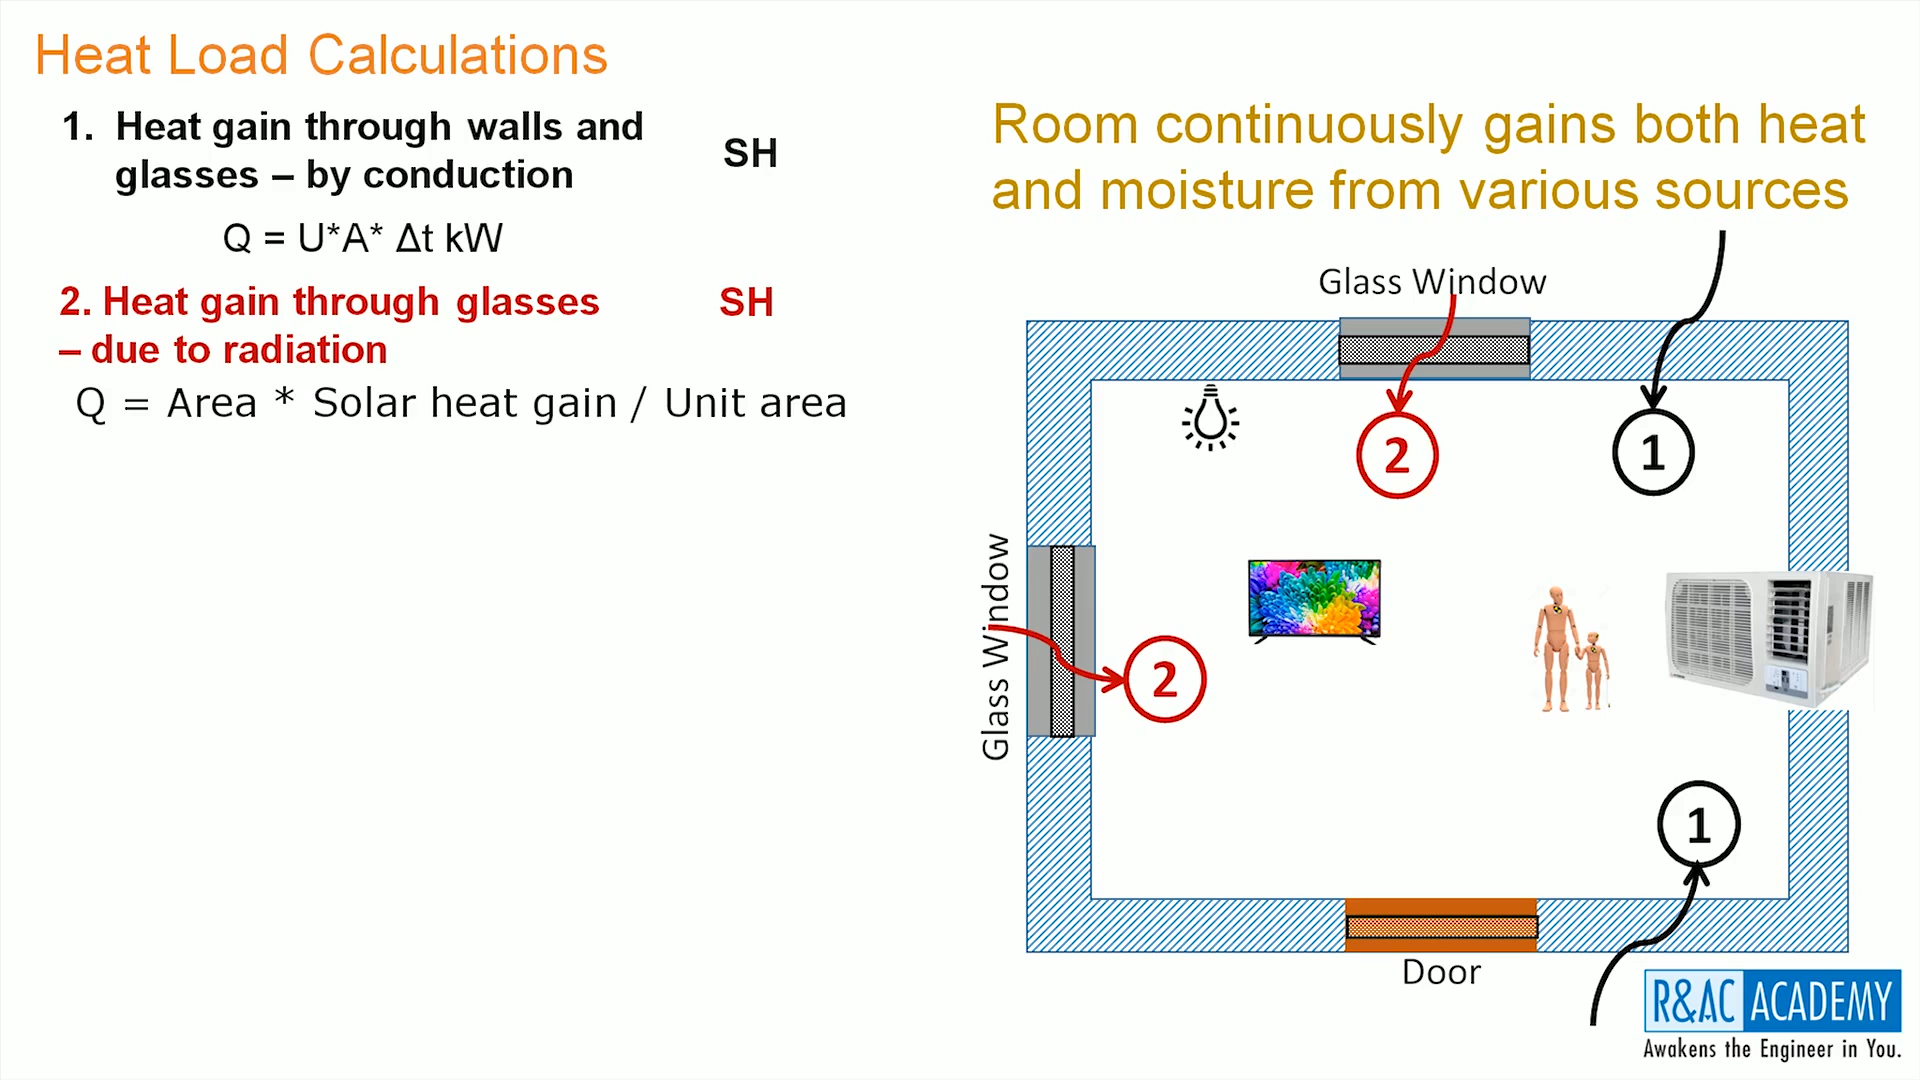 Heat Load Calculations
1. Heat gain through walls and
glasses – by conduction
SH
Q = U*A* Δt kW
2. Heat gain through glasses
– due to radiation
SH
Q = Area * Solar heat gain / Unit area
Room continuously gains both heat
and moisture from various sources
Glass Window
2
1
Glass Window
2
1
Door
R&AC ACADEMY
Awakens the Engineer in You.